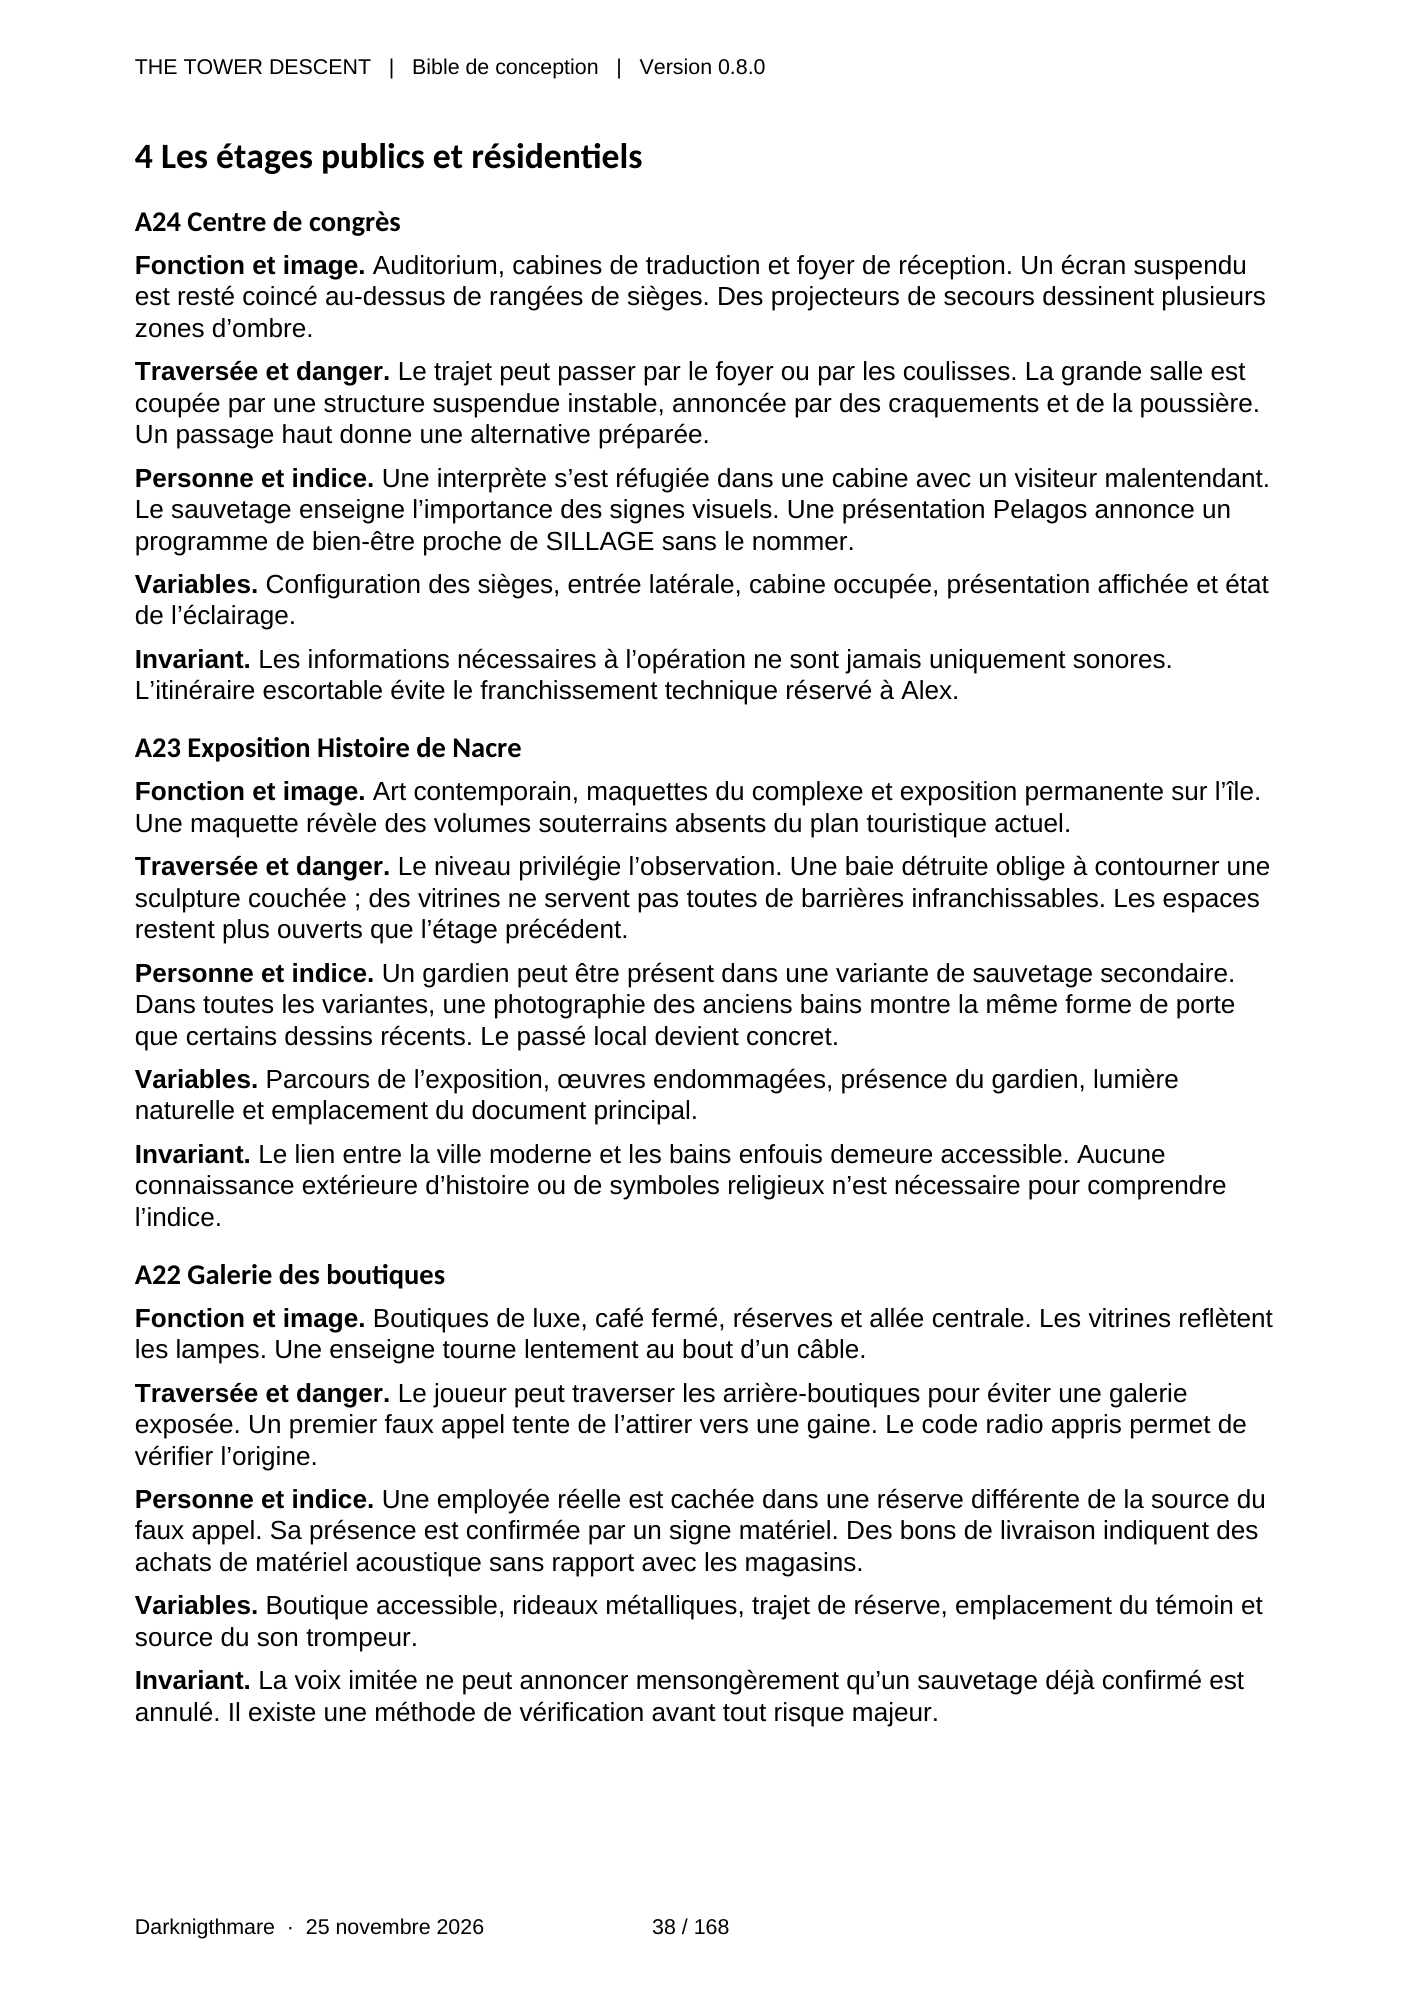 THE TOWER DESCENT | Bible de conception | Version 0.8.0
4 Les étages publics et résidentiels
A24 Centre de congrès
Fonction et image. Auditorium, cabines de traduction et foyer de réception. Un écran suspendu
est resté coincé au-dessus de rangées de sièges. Des projecteurs de secours dessinent plusieurs
zones d’ombre.
Traversée et danger. Le trajet peut passer par le foyer ou par les coulisses. La grande salle est
coupée par une structure suspendue instable, annoncée par des craquements et de la poussière.
Un passage haut donne une alternative préparée.
Personne et indice. Une interprète s’est réfugiée dans une cabine avec un visiteur malentendant.
Le sauvetage enseigne l’importance des signes visuels. Une présentation Pelagos annonce un
programme de bien-être proche de SILLAGE sans le nommer.
Variables. Configuration des sièges, entrée latérale, cabine occupée, présentation affichée et état
de l’éclairage.
Invariant. Les informations nécessaires à l’opération ne sont jamais uniquement sonores.
L’itinéraire escortable évite le franchissement technique réservé à Alex.
A23 Exposition Histoire de Nacre
Fonction et image. Art contemporain, maquettes du complexe et exposition permanente sur l’île.
Une maquette révèle des volumes souterrains absents du plan touristique actuel.
Traversée et danger. Le niveau privilégie l’observation. Une baie détruite oblige à contourner une
sculpture couchée ; des vitrines ne servent pas toutes de barrières infranchissables. Les espaces
restent plus ouverts que l’étage précédent.
Personne et indice. Un gardien peut être présent dans une variante de sauvetage secondaire.
Dans toutes les variantes, une photographie des anciens bains montre la même forme de porte
que certains dessins récents. Le passé local devient concret.
Variables. Parcours de l’exposition, œuvres endommagées, présence du gardien, lumière
naturelle et emplacement du document principal.
Invariant. Le lien entre la ville moderne et les bains enfouis demeure accessible. Aucune
connaissance extérieure d’histoire ou de symboles religieux n’est nécessaire pour comprendre
l’indice.
A22 Galerie des boutiques
Fonction et image. Boutiques de luxe, café fermé, réserves et allée centrale. Les vitrines reflètent
les lampes. Une enseigne tourne lentement au bout d’un câble.
Traversée et danger. Le joueur peut traverser les arrière-boutiques pour éviter une galerie
exposée. Un premier faux appel tente de l’attirer vers une gaine. Le code radio appris permet de
vérifier l’origine.
Personne et indice. Une employée réelle est cachée dans une réserve différente de la source du
faux appel. Sa présence est confirmée par un signe matériel. Des bons de livraison indiquent des
achats de matériel acoustique sans rapport avec les magasins.
Variables. Boutique accessible, rideaux métalliques, trajet de réserve, emplacement du témoin et
source du son trompeur.
Invariant. La voix imitée ne peut annoncer mensongèrement qu’un sauvetage déjà confirmé est
annulé. Il existe une méthode de vérification avant tout risque majeur.
Darknigthmare · 25 novembre 2026 38 / 168